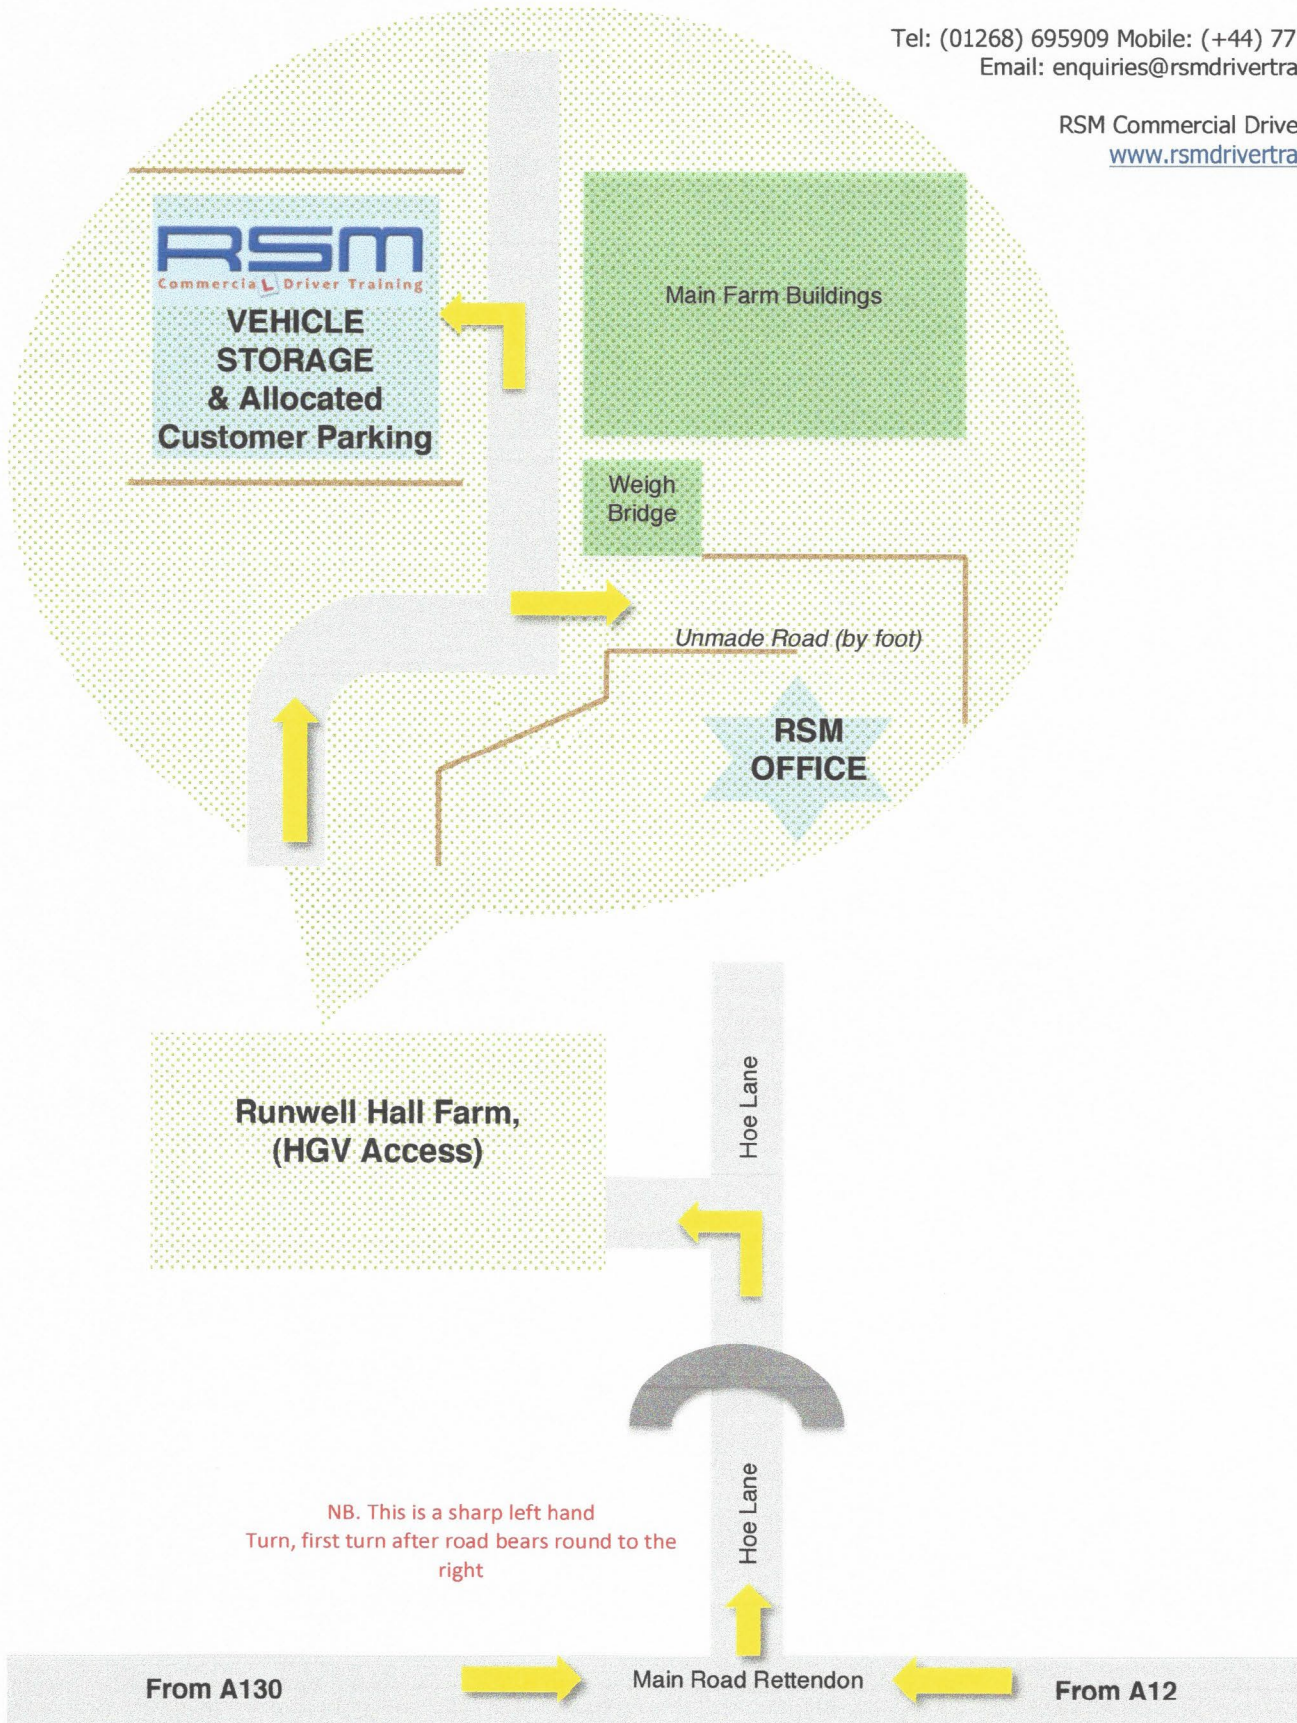 Tel: (01268) 695909 Mobile: (+44) 77
Email: enquiries@rsmdrivertra
RSM Commercial Drive
www.rsmdrivertra
RSM
CommerciaL Driver Training
VEHICLE
STORAGE
& Allocated
Customer Parking
Main Farm Buildings
Weigh
Bridge
Unmade Road (by foot)
RSM
OFFICE
Runwell Hall Farm,
(HGV Access)
Hoe Lane
Hoe Lane
NB. This is a sharp left hand
Turn, first turn after road bears round to the
right
From A130
Main Road Rettendon
From A12